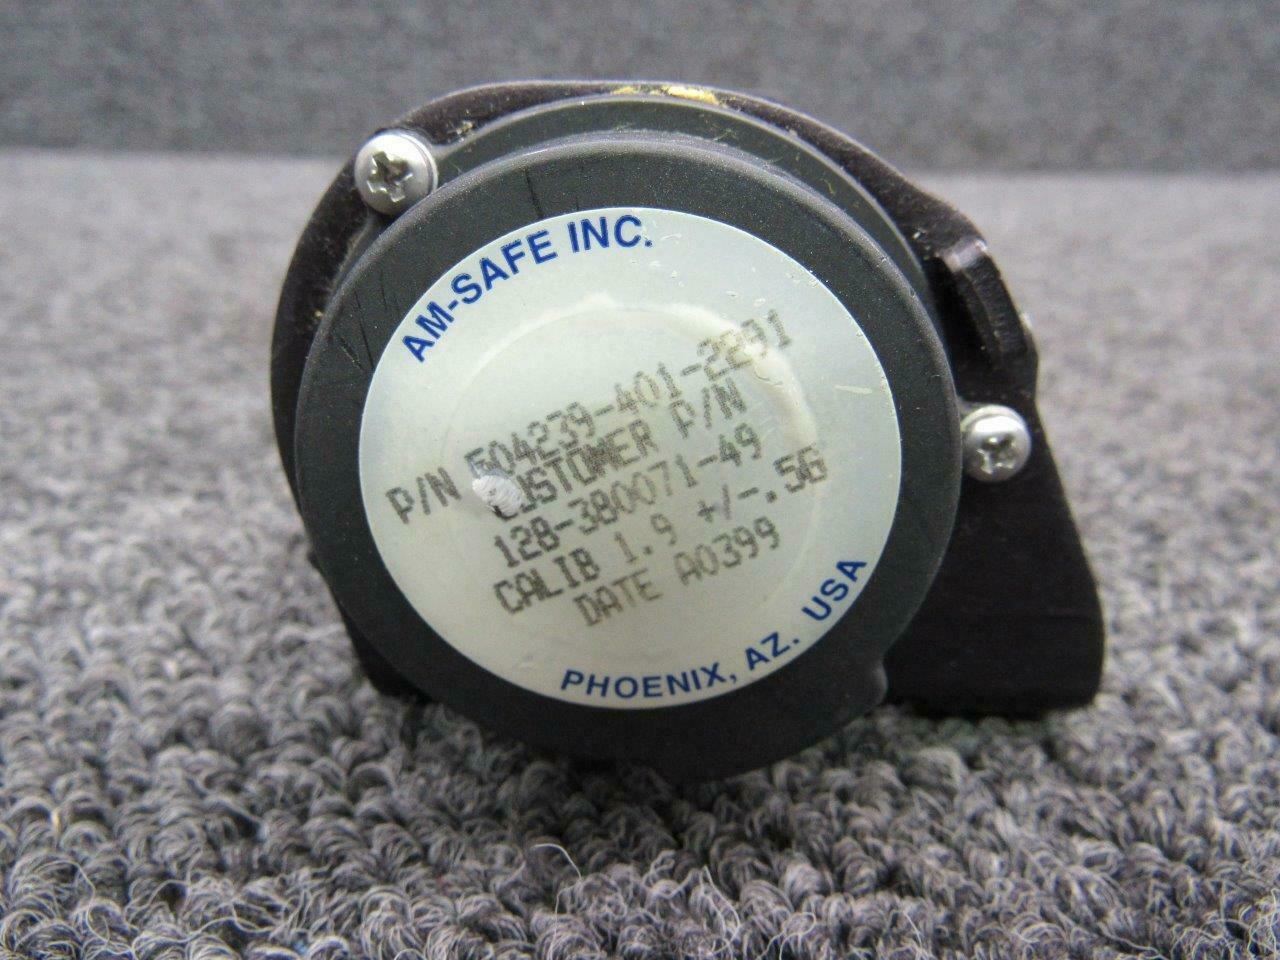 AM-SAFE INC.
P/N 504239-401-2291
CUSTOMER P/N
128-380071-49
CALIB 1.9 +/-.5G
DATE A0399
PHOENIX, AZ. USA